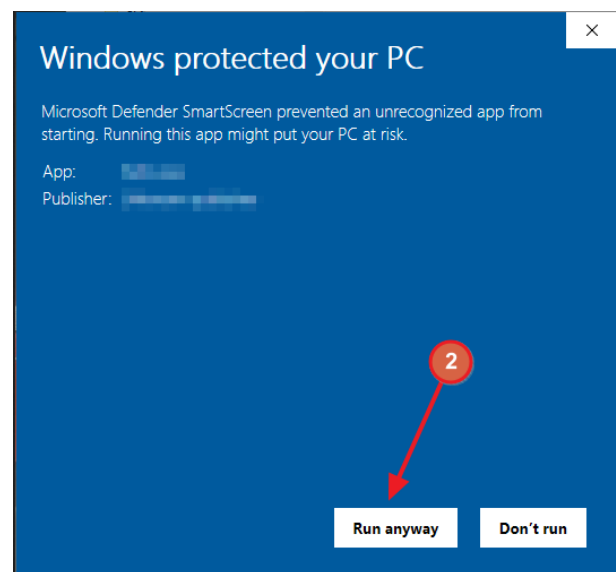 Windows protected your PC
Microsoft Defender SmartScreen prevented an unrecognized app from
starting. Running this app might put your PC at risk.
App:
Publisher:
2
Run anyway
Don't run